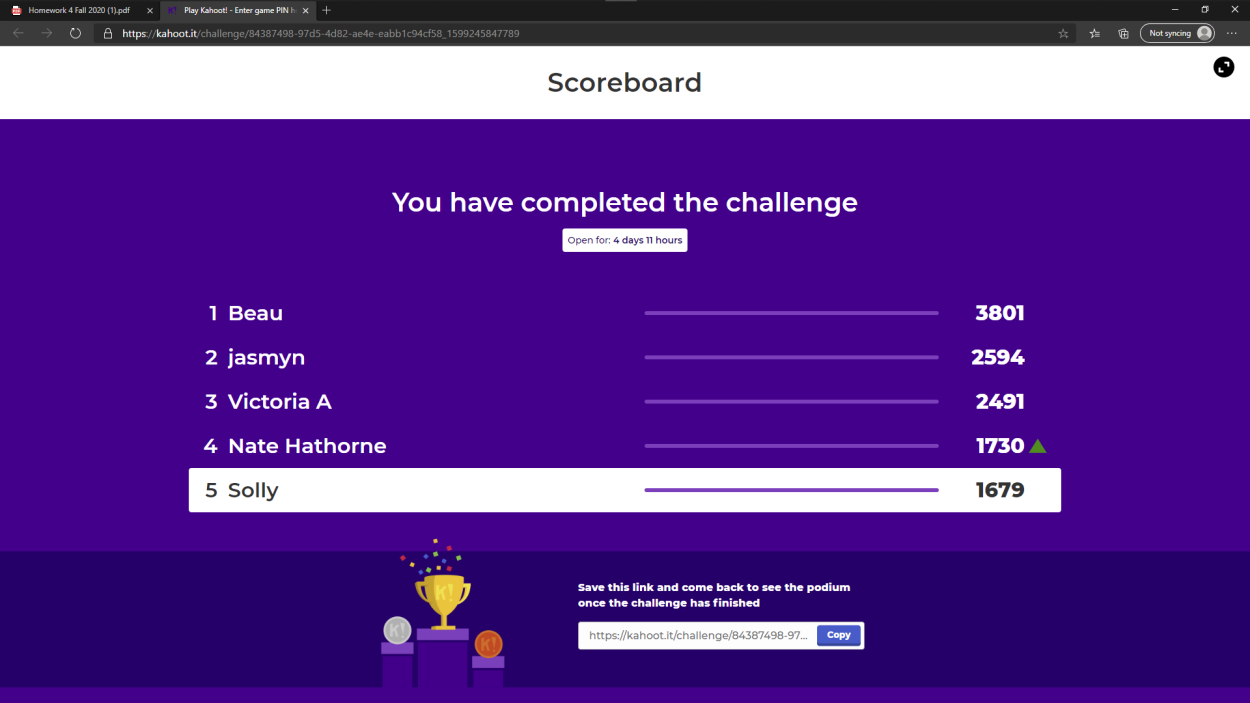 Homework 4 Fall 2020 (1).pdf
Play Kahoot! - Enter game PIN h
https://kahoot.it/challenge/84387498-97d5-4d82-ae4e-eabb1c94cf58_1599245847789
Not syncing
Scoreboard
You have completed the challenge
Open for: 4 days 11 hours
1 Beau 3801
2 jasmyn 2594
3 Victoria A 2491
4 Nate Hathorne 1730
5 Solly 1679
Save this link and come back to see the podium
once the challenge has finished
https://kahoot.it/challenge/84387498-97... Copy
K!
K!
K!